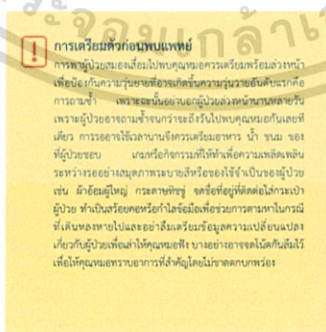 การเตรียมตัวก่อนพบแพทย์
การพาผู้ป่วยสมองเสื่อมไปพบคุณหมอควรเตรียมพร้อมล่วงหน้า
เพื่อป้องกันความวุ่นวายที่อาจเกิดขึ้นความวุ่นวายอันดับแรกคือ
การถามซ้ำ เพราะฉะนั้นอย่าบอกผู้ป่วยล่วงหน้านานหลายวัน
เพราะผู้ป่วยอาจถามซ้ำจนกว่าจะถึงวันไปพบคุณหมอกันเลยที
เดียว การรออาจใช้เวลานานจึงควรเตรียมอาหาร น้ำ ขนม ของ
ที่ผู้ป่วยชอบ เกมหรือกิจกรรมที่ให้ทำเพื่อความเพลิดเพลิน
ระหว่างรออย่างสมุดภาพระบายสีหรือของใช้จำเป็นของผู้ป่วย
เช่น ผ้าอ้อมผู้ใหญ่ กระดาษทิชชู่ จดชื่อที่อยู่ที่ติดต่อใส่กระเป๋า
ผู้ป่วย ทำเป็นสร้อยคอหรือกำไลข้อมือเพื่อช่วยการตามหาในกรณี
ที่เดินหลงหายไปและอย่าลืมเตรียมข้อมูลความเปลี่ยนแปลง
เกี่ยวกับผู้ป่วยเพื่อเล่าให้คุณหมอฟัง บางอย่างอาจจดโน้ตกันลืมไว้
เพื่อให้คุณหมอทราบอาการที่สำคัญโดยไม่ขาดตกบกพร่อง